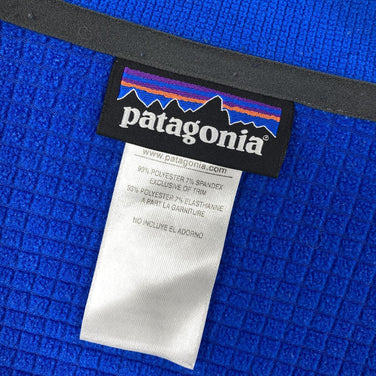 patagonia®
www.patagonia.com
93% POLYESTER 7% SPANDEX
EXCLUSIVE OF TRIM
93% POLYESTER 7% ELASTHANNE
A PART LA GARNITURE
NO INCLUYE EL ADORNO